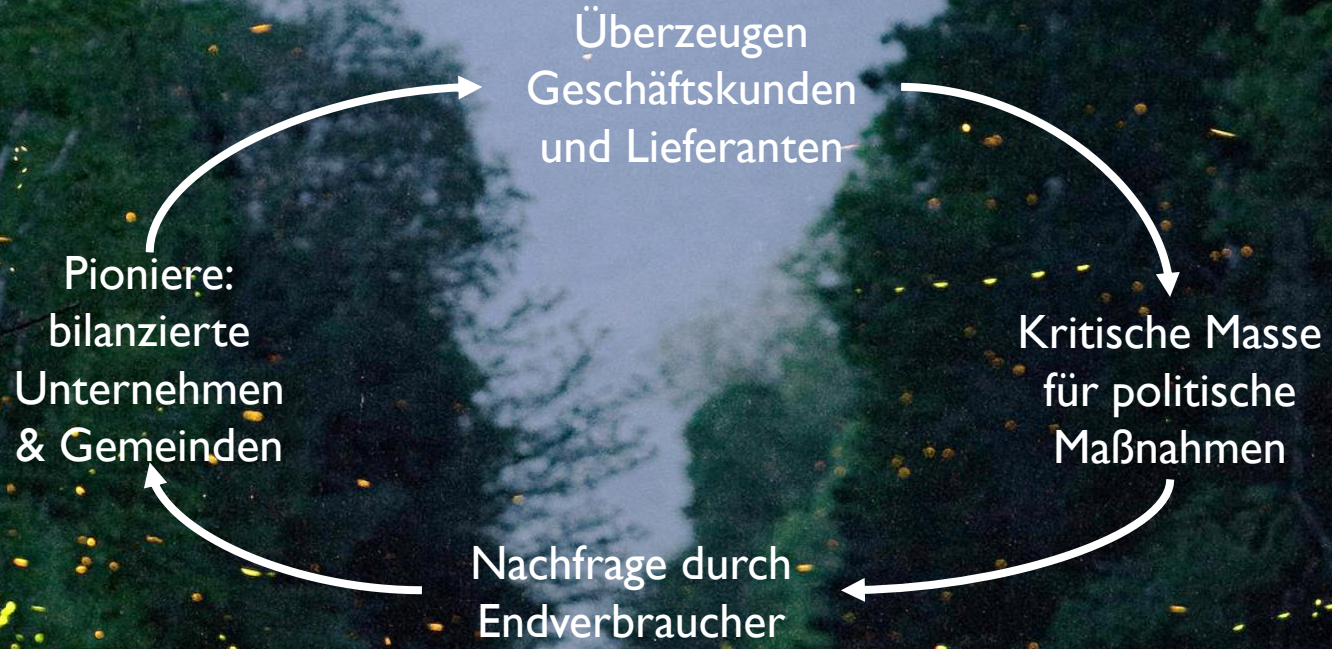 Überzeugen
Geschäftskunden
und Lieferanten
Kritische Masse
für politische
Maßnahmen
Nachfrage durch
Endverbraucher
Pioniere:
bilanzierte
Unternehmen
& Gemeinden